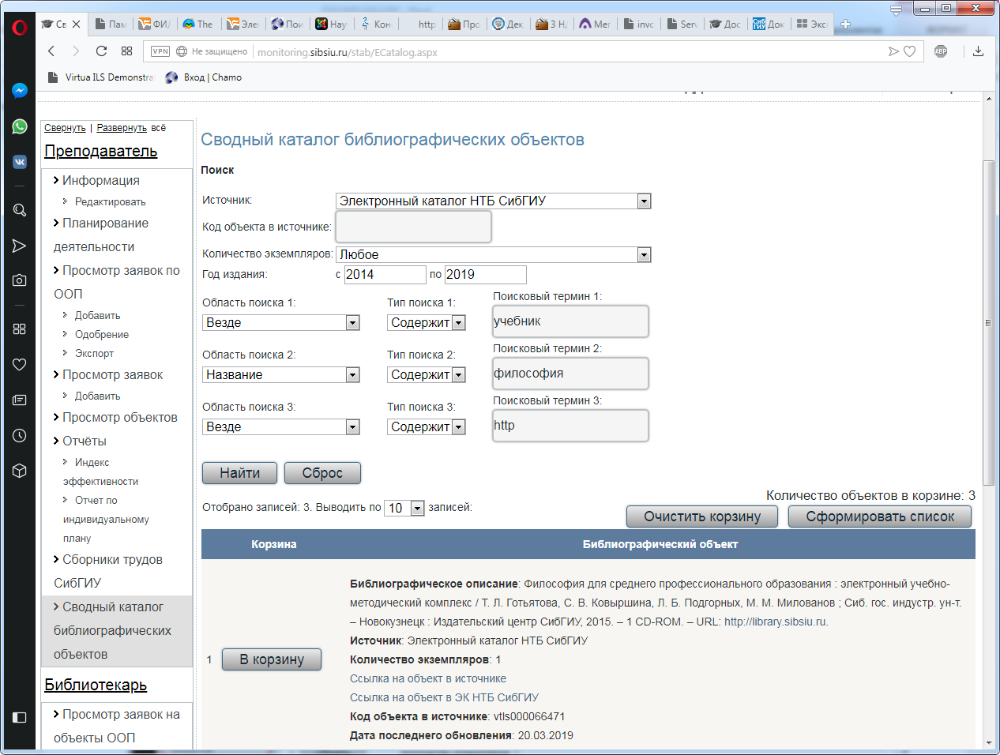 Св
Пам
ФИЛ
The
Элек
Пои
Нау
Кон
http
Про
Дек
З НД
Мег
invc
Serv
Дос
Док
Экс
VPN
Не защищено
monitoring.sibsiu.ru/stab/ECatalog.aspx
ABP
Virtua ILS Demonstra
Вход | Chamo
Свернуть | Развернуть всё
Преподаватель
Информация
Редактировать
Планирование
деятельности
Просмотр заявок по
ООП
Добавить
Одобрение
Экспорт
Просмотр заявок
Добавить
Просмотр объектов
Отчёты
Индекс
эффективности
Отчет по
индивидуальному
плану
Сборники трудов
СибГИУ
Сводный каталог
библиографических
объектов
Библиотекарь
Просмотр заявок на
объекты ООП
Сводный каталог библиографических объектов
Поиск
Источник: Электронный каталог НТБ СибГИУ
Код объекта в источнике:
Количество экземпляров: Любое
Год издания: с 2014 по 2019
Область поиска 1: Тип поиска 1: Поисковый термин 1:
Везде Содержит учебник
Область поиска 2: Тип поиска 2: Поисковый термин 2:
Название Содержит философия
Область поиска 3: Тип поиска 3: Поисковый термин 3:
Везде Содержит http
Найти Сброс
Количество объектов в корзине: 3
Отобрано записей: 3. Выводить по 10 записей:
Очистить корзину Сформировать список
Корзина Библиографический объект
1 В корзину
Библиографическое описание: Философия для среднего профессионального образования : электронный учебно-
методический комплекс / Т. Л. Готьятова, С. В. Ковыршина, Л. Б. Подгорных, М. М. Милованов ; Сиб. гос. индустр. ун-т.
– Новокузнецк : Издательский центр СибГИУ, 2015. – 1 CD-ROM. – URL: http://library.sibsiu.ru.
Источник: Электронный каталог НТБ СибГИУ
Количество экземпляров: 1
Ссылка на объект в источнике
Ссылка на объект в ЭК НТБ СибГИУ
Код объекта в источнике: vtls000066471
Дата последнего обновления: 20.03.2019